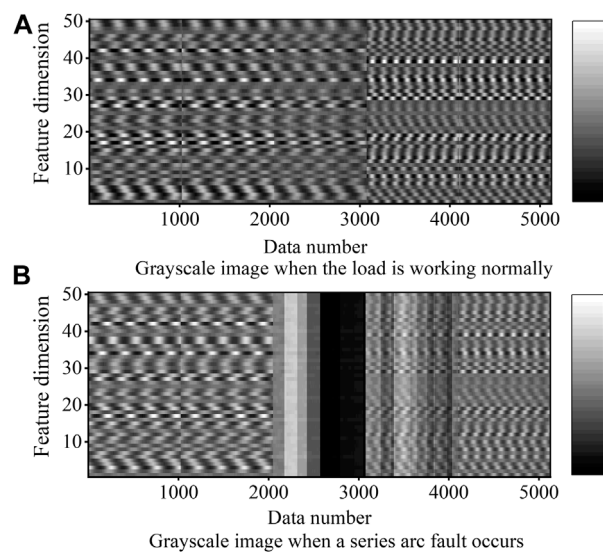 A
50
40
30
20
10
Feature dimension
1000 2000 3000 4000 5000
Data number
Grayscale image when the load is working normally
B
50
40
30
20
10
Feature dimension
1000 2000 3000 4000 5000
Data number
Grayscale image when a series arc fault occurs